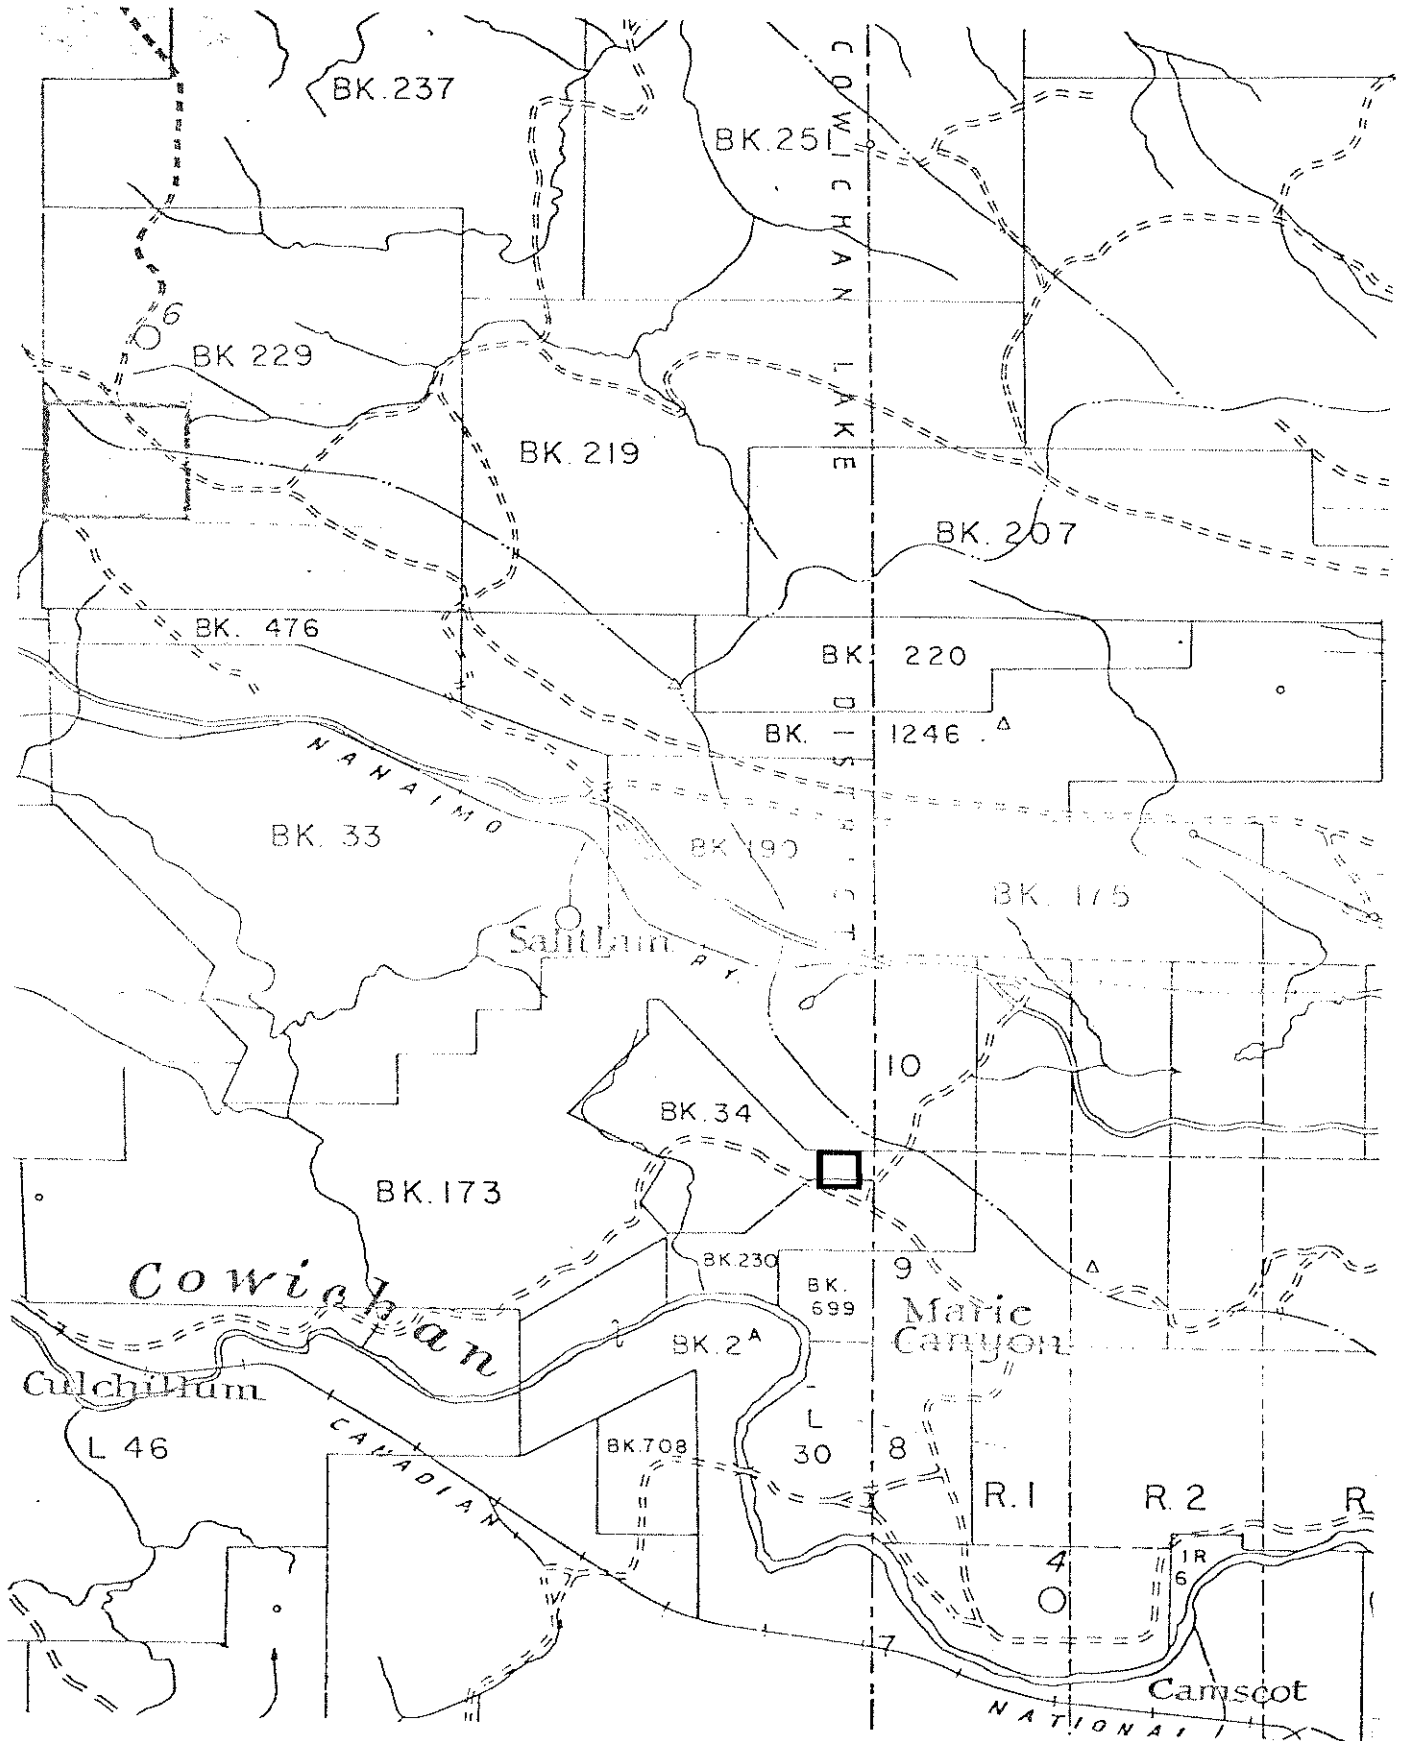 BK.237
BK.251
COWICHAN LAKE DISTRICT
6
BK 229
BK. 219
BK. 207
BK. 476
BK. 220
BK. 1246
NANAIMO
BK. 33
BK 190
BK. 175
Sahtlam
RY.
10
BK.34
BK.173
BK.230
9
BK.
699
Cowichan
Marie
Canyon
BK.2A
Culchillum
L
30
8
L 46
CANADIAN
BK.708
R.1
R.2
R
4
IR
6
7
Camscot
NATIONAL